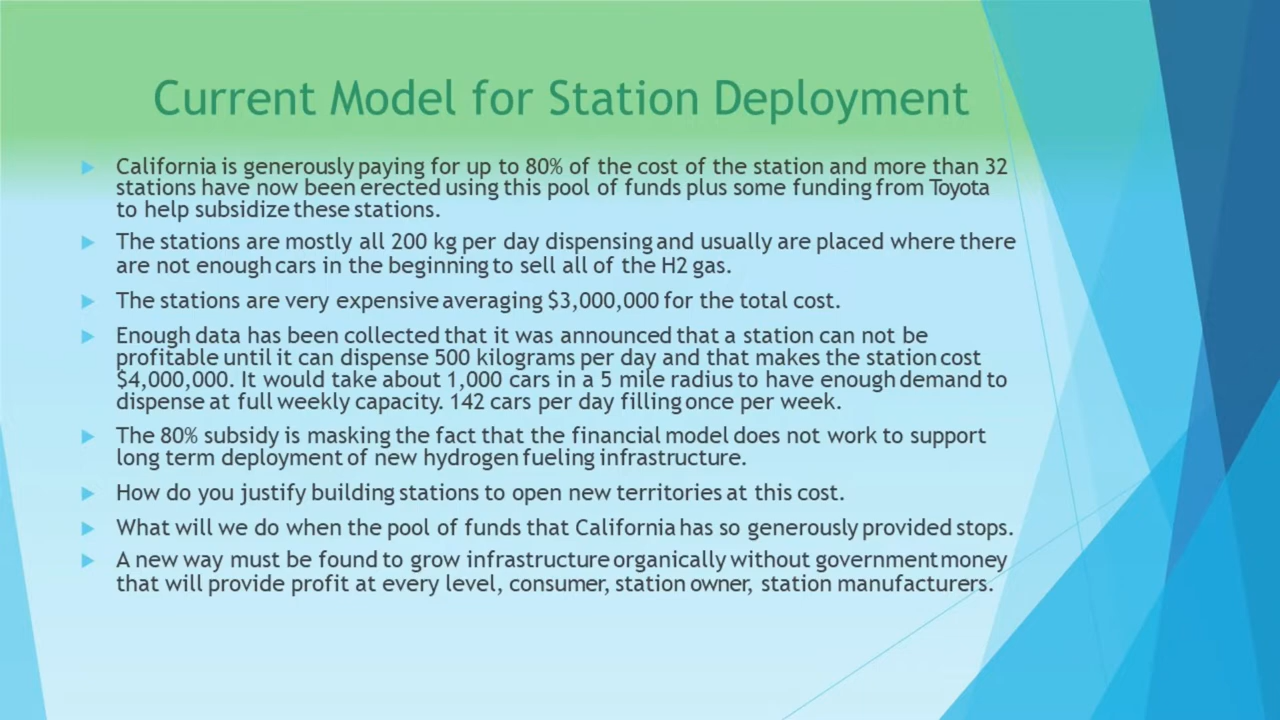 Current Model for Station Deployment
California is generously paying for up to 80% of the cost of the station and more than 32
stations have now been erected using this pool of funds plus some funding from Toyota
to help subsidize these stations.
The stations are mostly all 200 kg per day dispensing and usually are placed where there
are not enough cars in the beginning to sell all of the H2 gas.
The stations are very expensive averaging $3,000,000 for the total cost.
Enough data has been collected that it was announced that a station can not be
profitable until it can dispense 500 kilograms per day and that makes the station cost
$4,000,000. It would take about 1,000 cars in a 5 mile radius to have enough demand to
dispense at full weekly capacity. 142 cars per day filling once per week.
The 80% subsidy is masking the fact that the financial model does not work to support
long term deployment of new hydrogen fueling infrastructure.
How do you justify building stations to open new territories at this cost.
What will we do when the pool of funds that California has so generously provided stops.
A new way must be found to grow infrastructure organically without government money
that will provide profit at every level, consumer, station owner, station manufacturers.